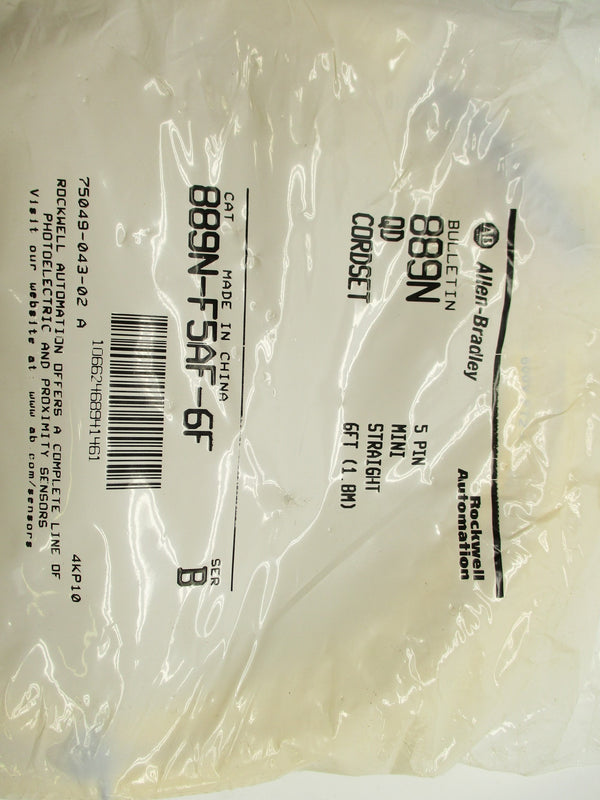 AB Allen-Bradley
Rockwell
Automation
BULLETIN
889N
QD
CORDSET
5 PIN
MINI
STRAIGHT
6FT (1.8M)
CAT MADE IN CHINA SER
889N-F5AF-6F B
10662468941461
75049-043-02 A 4KP10
ROCKWELL AUTOMATION OFFERS A COMPLETE LINE OF
PHOTOELECTRIC AND PROXIMITY SENSORS
Visit our website at www.ab.com/sensors